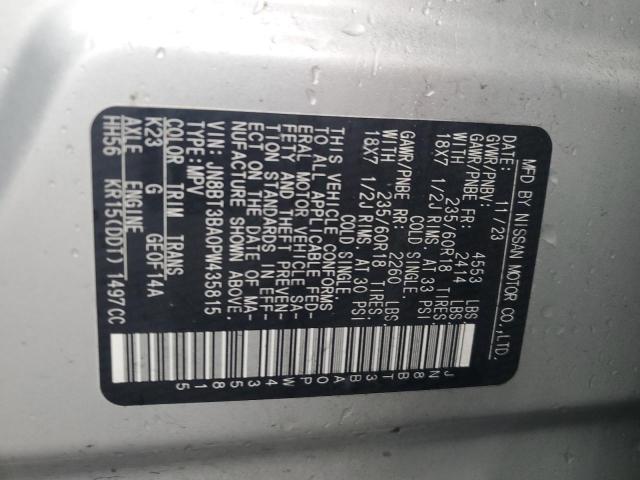 MFD BY NISSAN MOTOR CO.,LTD.
DATE: 11/23
GVWR/PNBV: 4553 LBS
GAWR/PNBE FR: 2414 LBS
WITH 235/60R18 TIRES,
18X7 1/2J RIMS, AT 33 PSI
COLD SINGLE.
GAWR/PNBE RR: 2260 LBS
WITH 235/60R18 TIRES,
18X7 1/2J RIMS, AT 30 PSI
COLD SINGLE.
THIS VEHICLE CONFORMS
TO ALL APPLICABLE FED-
ERAL MOTOR VEHICLE SA-
FETY AND THEFT PREVEN-
TION STANDARDS IN EFF-
ECT ON THE DATE OF MA-
NUFACTURE SHOWN ABOVE.
VIN: JN8BT3BA0PW435815
TYPE:MPV
COLOR TRIM TRANS
K23 G GE0F14A
AXLE ENGINE
HH56 KR15(DDT)1497CC
JN8BT3BA0PW435815